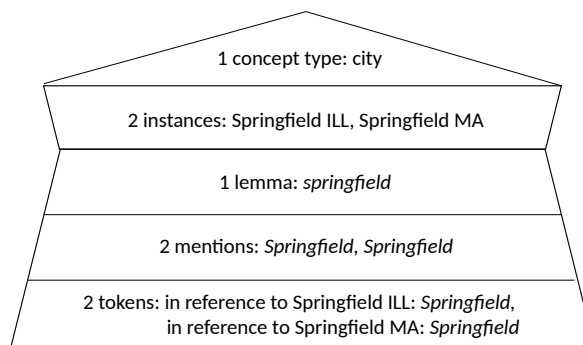 1 concept type: city
2 instances: Springfield ILL, Springfield MA
1 lemma: springfield
2 mentions: Springfield, Springfield
2 tokens: in reference to Springfield ILL: Springfield,
in reference to Springfield MA: Springfield